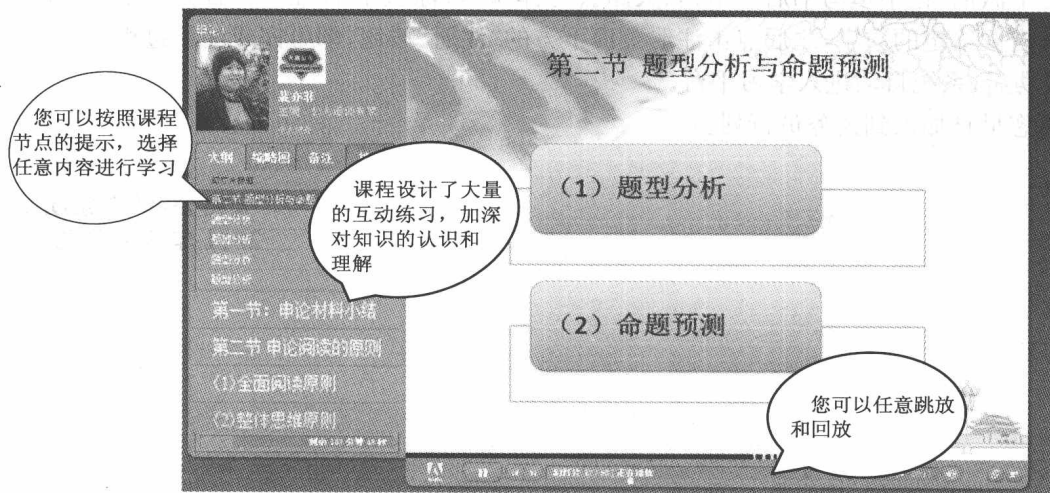 第二节 题型分析与命题预测
您可以按照课程
节点的提示，选择
任意内容进行学习
大纲 缩略图 备注
课程设计了大量
的互动练习，加深
对知识的认识和
理解
（1）题型分析
第一节：申论材料小结
第二节 申论阅读的原则
（2）命题预测
(1)全面阅读原则
(2)整体思维原则
您可以任意跳放
和回放